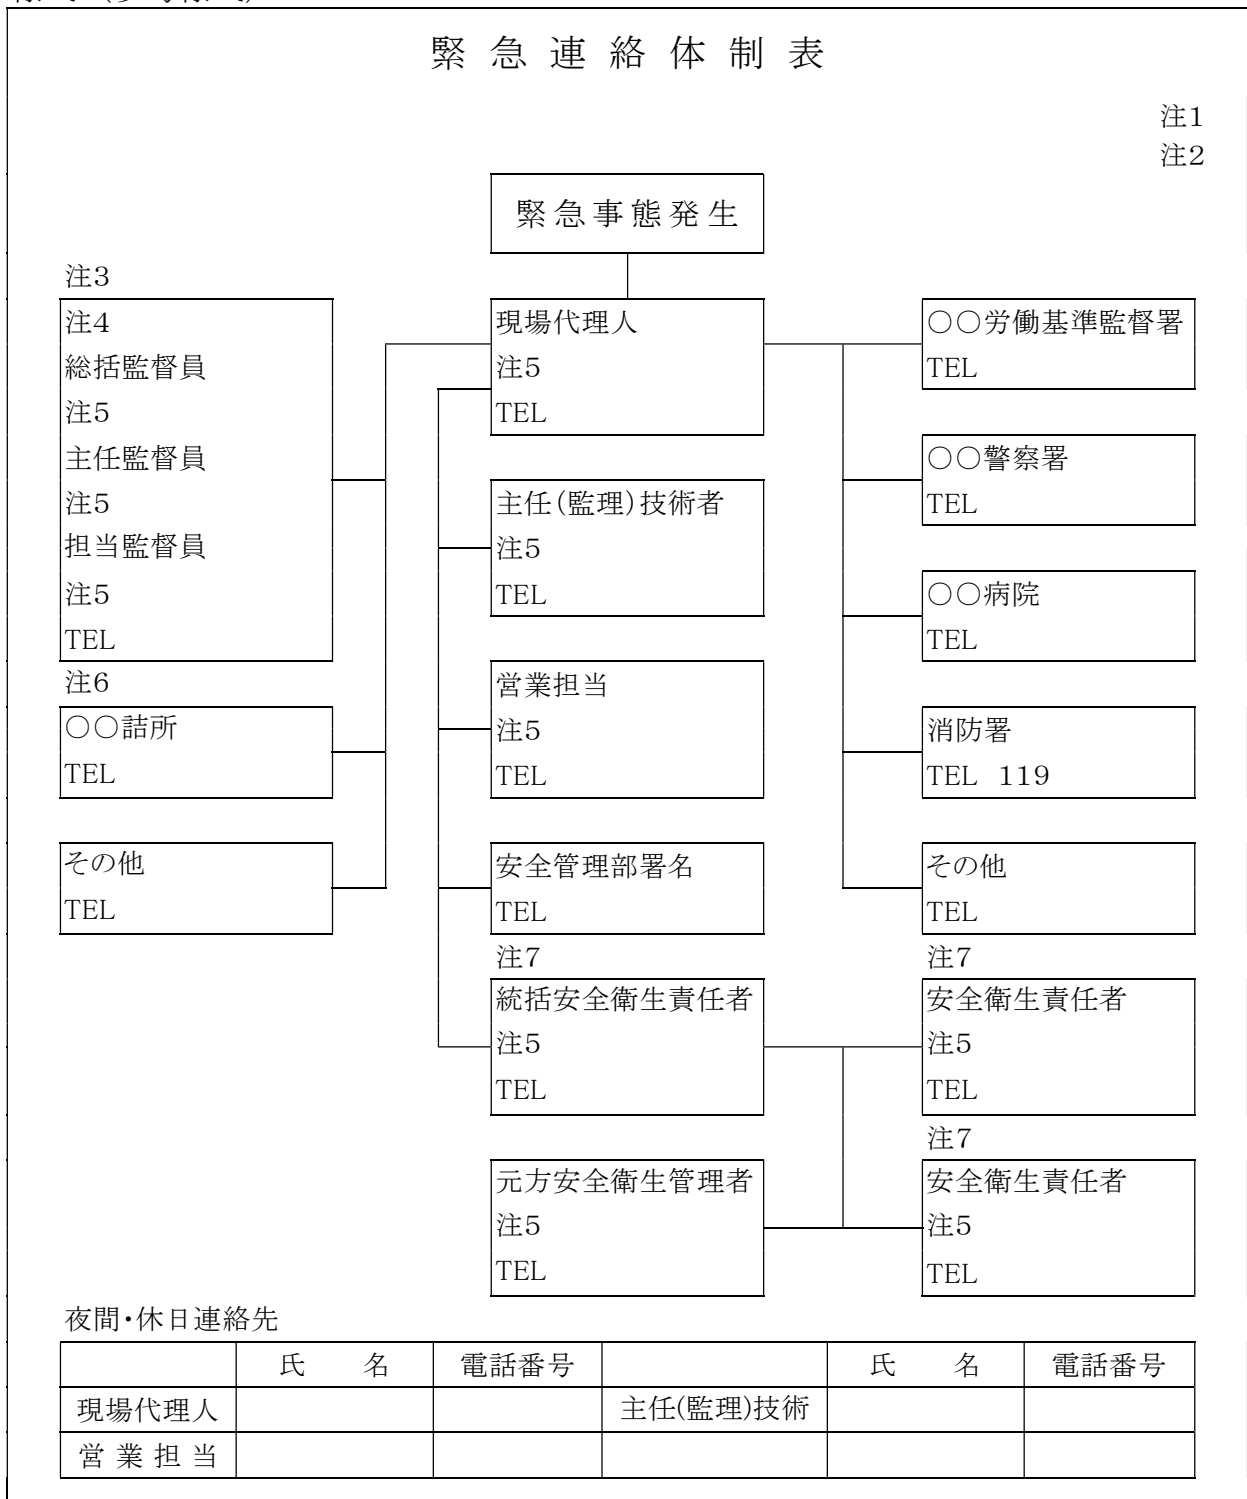 緊急連絡体制表
注1
注2
緊急事態発生
注3
注4
総括監督員
注5
主任監督員
注5
担当監督員
注5
TEL
注6
○○詰所
TEL
その他
TEL
現場代理人
注5
TEL
主任(監理)技術者
注5
TEL
営業担当
注5
TEL
安全管理部署名
TEL
注7
統括安全衛生責任者
注5
TEL
元方安全衛生管理者
注5
TEL
○○労働基準監督署
TEL
○○警察署
TEL
○○病院
TEL
消防署
TEL 119
その他
TEL
注7
安全衛生責任者
注5
TEL
注7
安全衛生責任者
注5
TEL
夜間・休日連絡先
氏 名 電話番号 氏 名 電話番号
現場代理人 主任(監理)技術
営業担当